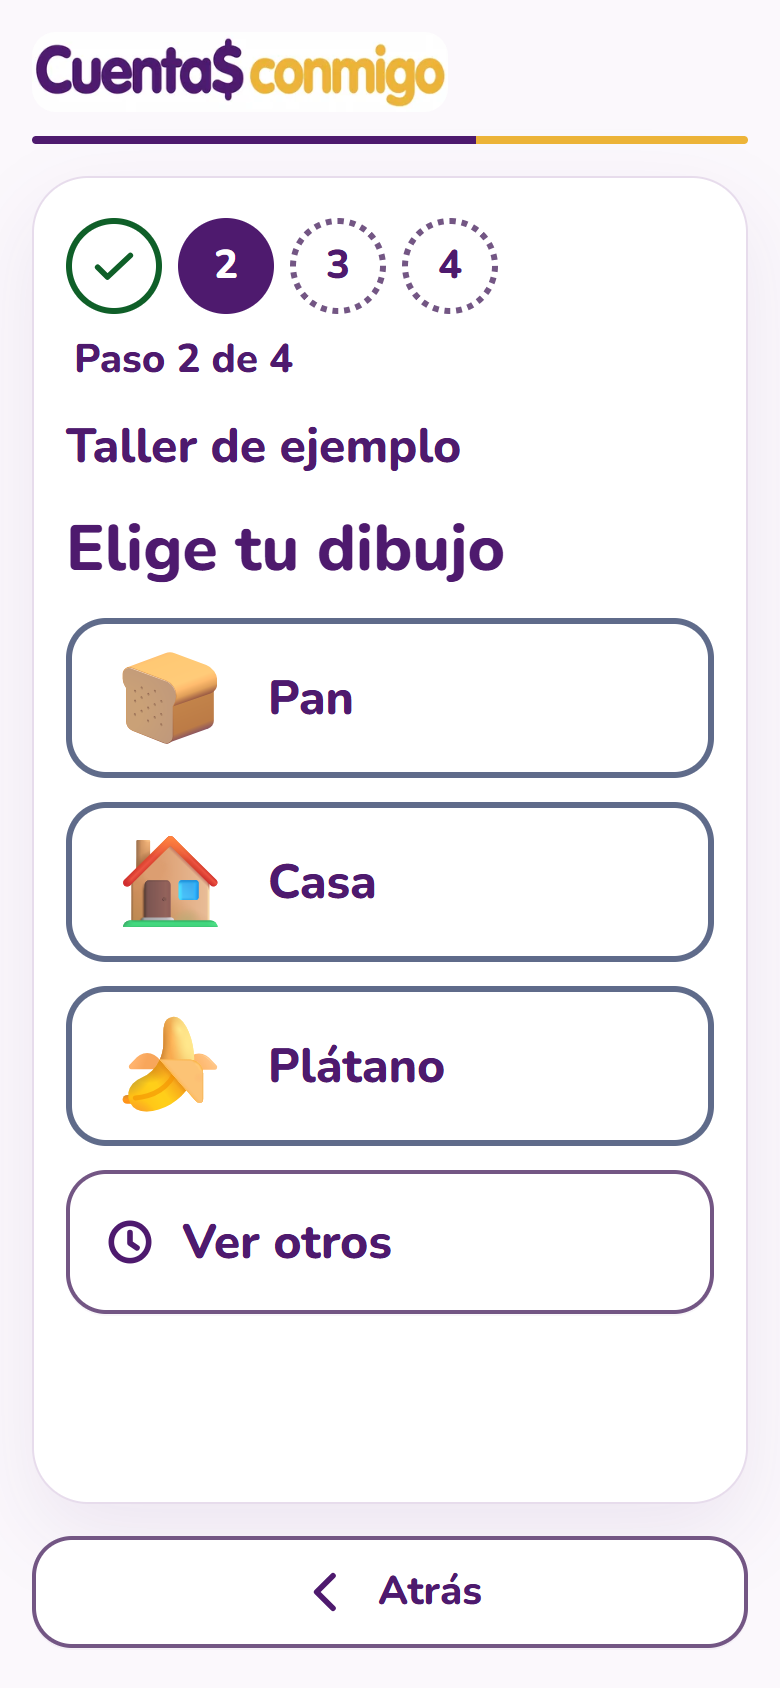 Cuenta$ conmigo
2
3
4
Paso 2 de 4
Taller de ejemplo
Elige tu dibujo
Pan
Casa
Plátano
Ver otros
Atrás